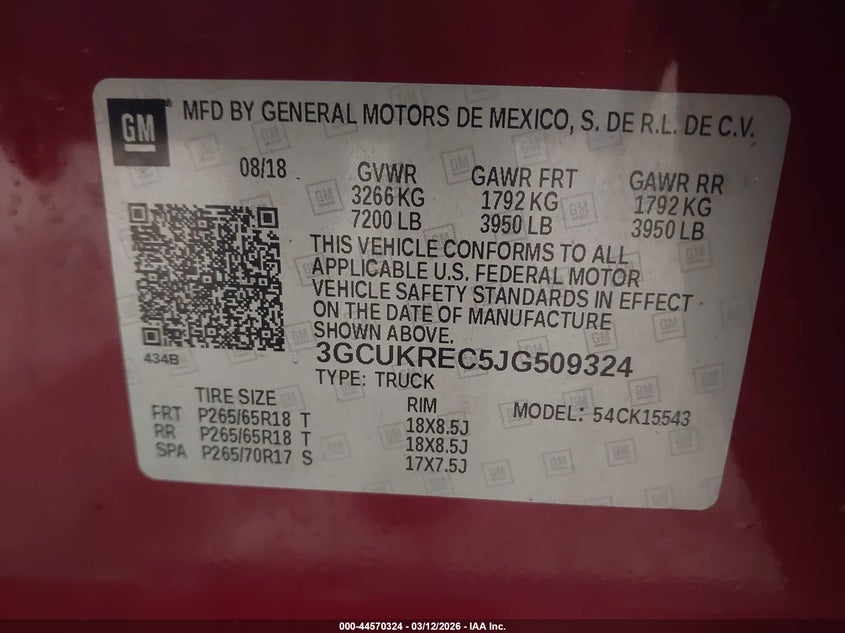 GM
MFD BY GENERAL MOTORS DE MEXICO, S. DE R.L. DE C.V.
08/18 GVWR GAWR FRT GAWR RR
3266 KG 1792 KG 1792 KG
7200 LB 3950 LB 3950 LB
THIS VEHICLE CONFORMS TO ALL
APPLICABLE U.S. FEDERAL MOTOR
VEHICLE SAFETY STANDARDS IN EFFECT
ON THE DATE OF MANUFACTURE
SHOWN ABOVE.
434B
3GCUKREC5JG509324
TYPE: TRUCK
TIRE SIZE RIM MODEL: 54CK15543
FRT P265/65R18 T 18X8.5J
RR P265/65R18 T 18X8.5J
SPA P265/70R17 S 17X7.5J
000-44570324 - 03/12/2026 - IAA Inc.